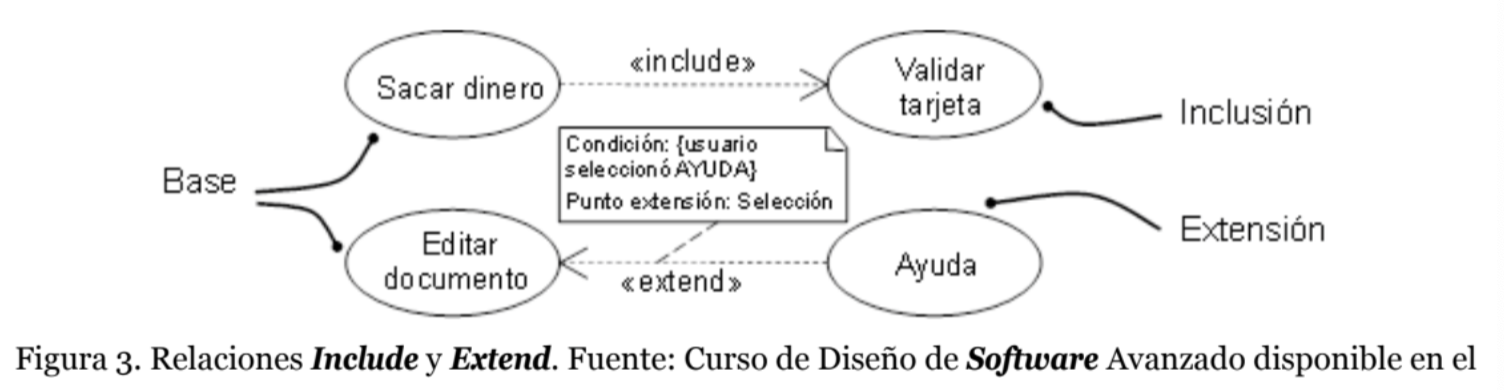 «include»
Sacar dinero
Validar
tarjeta
Inclusión
Condición: {usuario
seleccionó AYUDA}
Punto extensión: Selección
Base
Extensión
Editar
documento
Ayuda
«extend»
Figura 3. Relaciones Include y Extend. Fuente: Curso de Diseño de Software Avanzado disponible en el